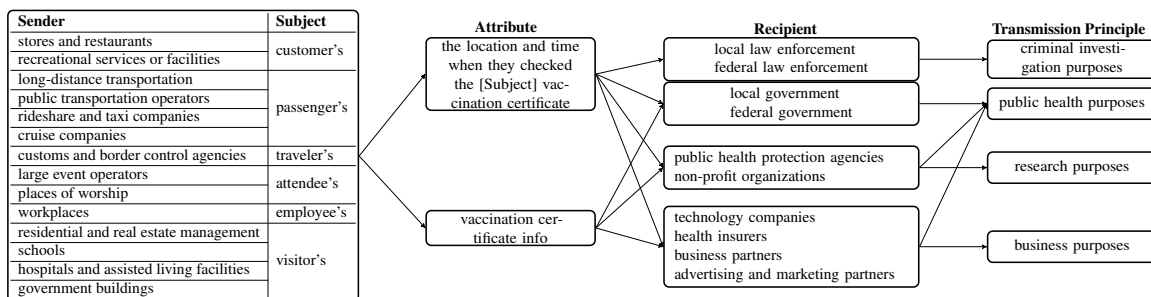 Sender Subject
stores and restaurants
recreational services or facilities
customer's
long-distance transportation
public transportation operators
rideshare and taxi companies
cruise companies
passenger's
customs and border control agencies traveler's
large event operators
places of worship
attendee's
workplaces employee's
residential and real estate management
schools
hospitals and assisted living facilities
government buildings
visitor's
Attribute
the location and time
when they checked
the [Subject] vac-
cination certificate
vaccination cer-
tificate info
Recipient
local law enforcement
federal law enforcement
local government
federal government
public health protection agencies
non-profit organizations
technology companies
health insurers
business partners
advertising and marketing partners
Transmission Principle
criminal investi-
gation purposes
public health purposes
research purposes
business purposes